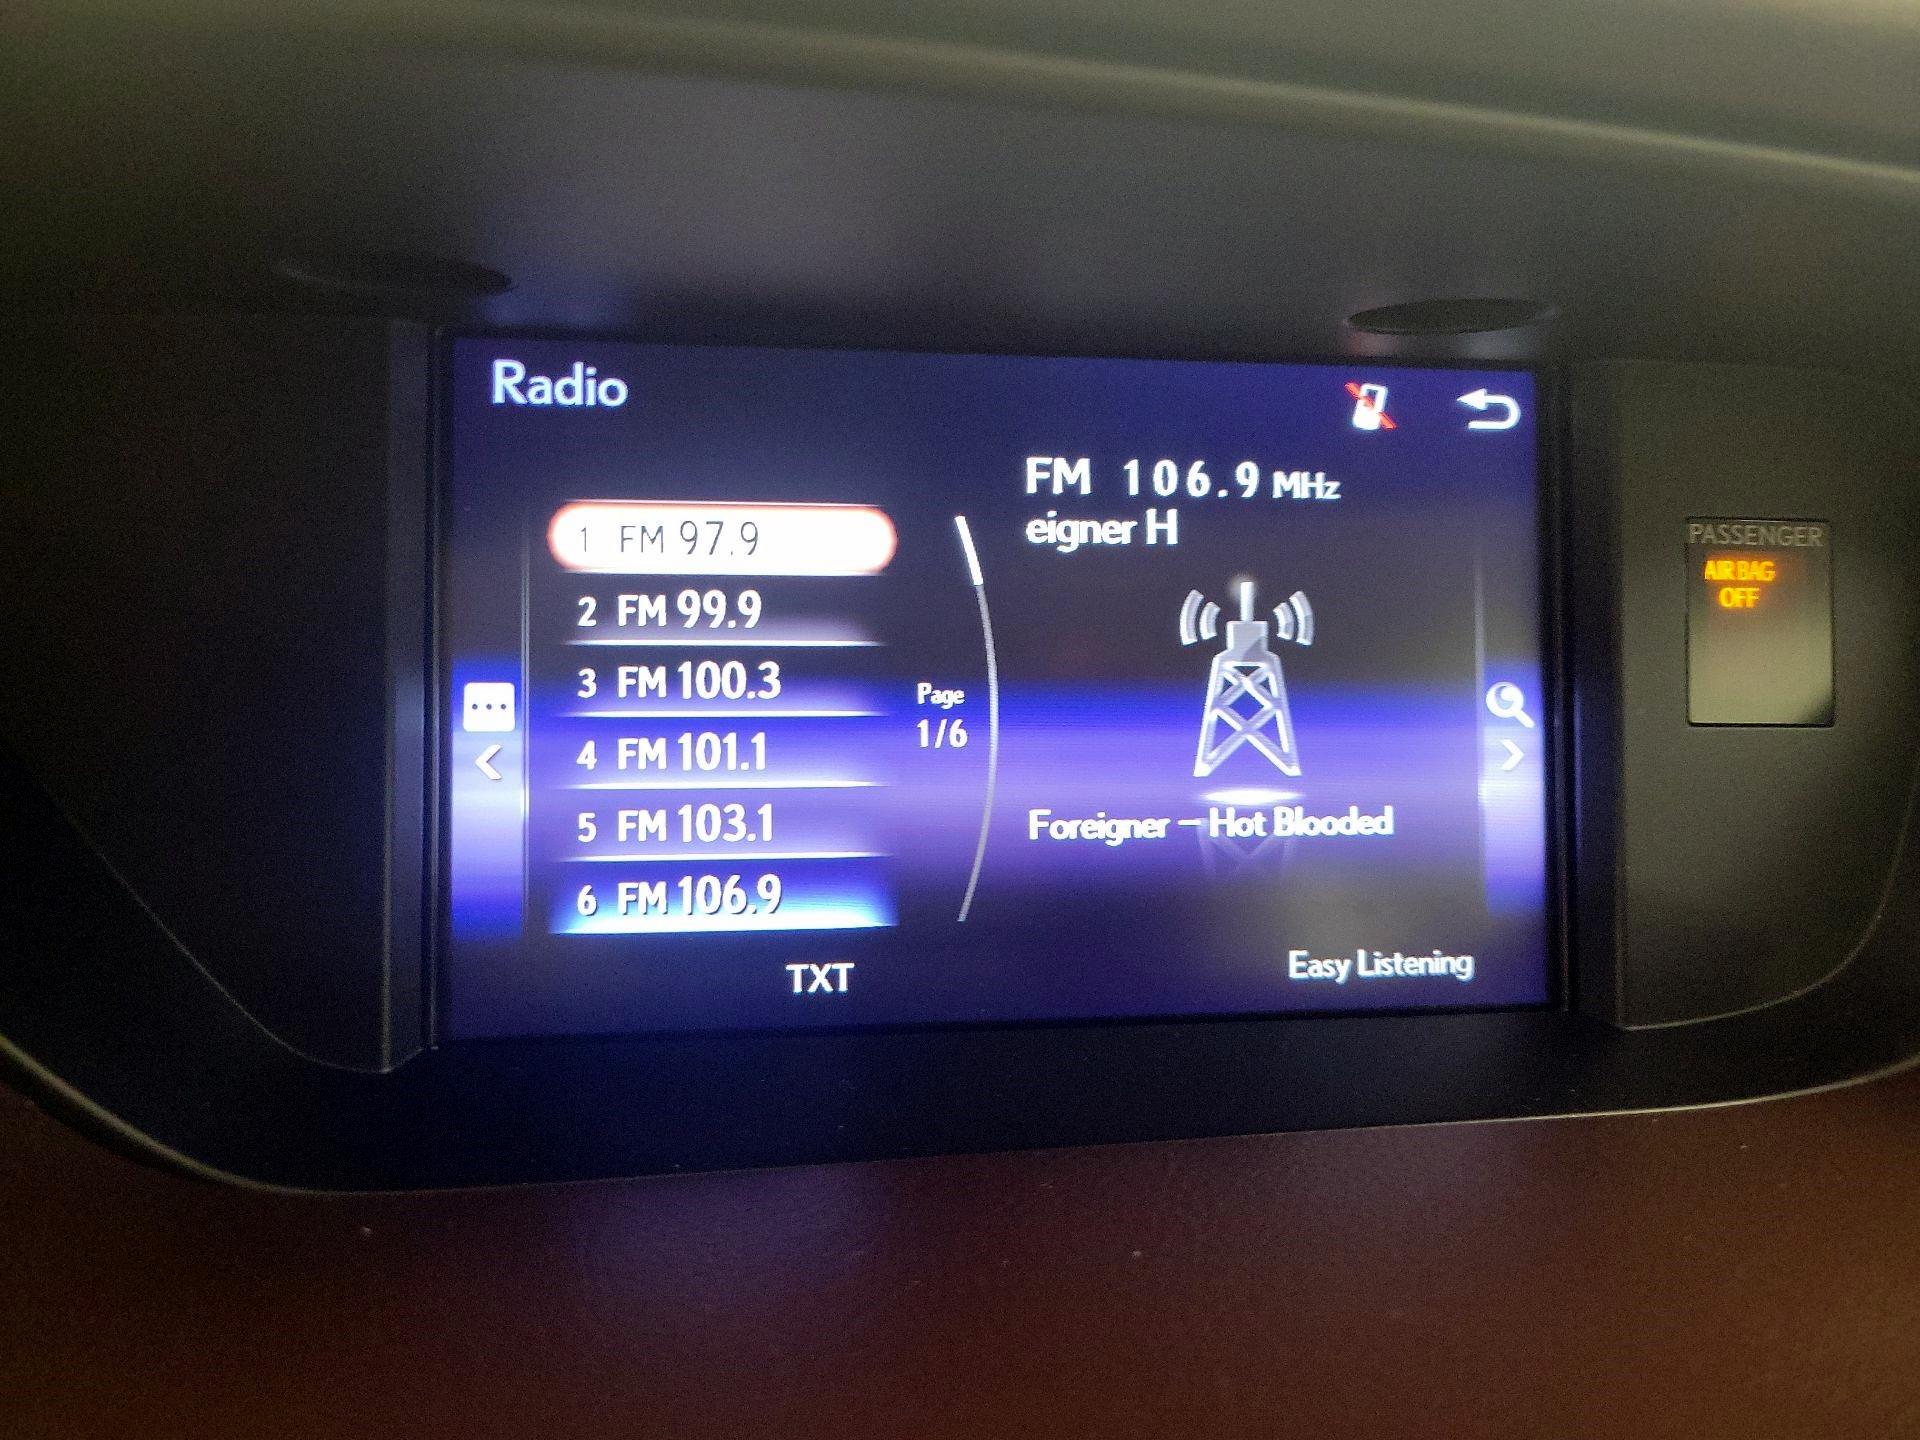 Radio
FM 106.9 MHz
eigner H
1 FM 97.9
2 FM 99.9
3 FM 100.3
4 FM 101.1
5 FM 103.1
6 FM 106.9
Page
1/6
Foreigner - Hot Blooded
Easy Listening
TXT
PASSENGER
AIR BAG
OFF